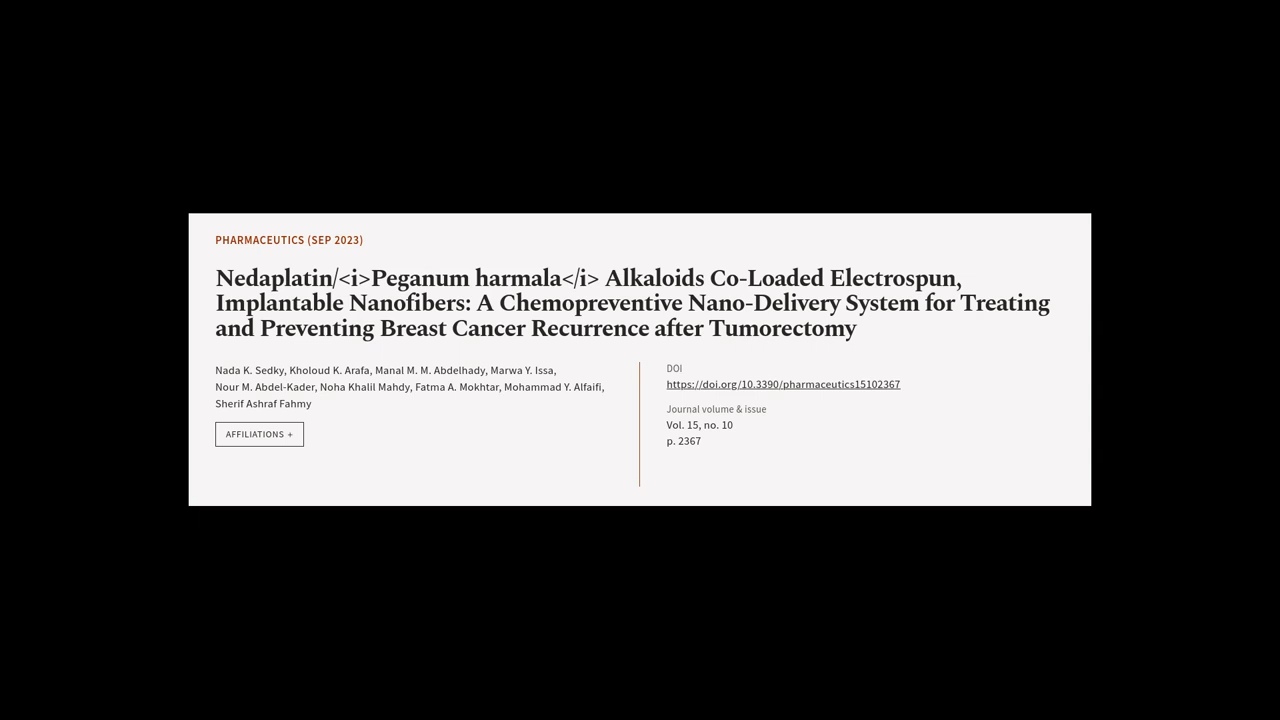 PHARMACEUTICS (SEP 2023)
Nedaplatin/<i>Peganum harmala</i> Alkaloids Co-Loaded Electrospun,
Implantable Nanofibers: A Chemopreventive Nano-Delivery System for Treating
and Preventing Breast Cancer Recurrence after Tumorectomy
Nada K. Sedky, Kholoud K. Arafa, Manal M. M. Abdelhady, Marwa Y. Issa,
Nour M. Abdel-Kader, Noha Khalil Mahdy, Fatma A. Mokhtar, Mohammad Y. Alfaifi,
Sherif Ashraf Fahmy
AFFILIATIONS +
DOI
https://doi.org/10.3390/pharmaceutics15102367
Journal volume & issue
Vol. 15, no. 10
p. 2367